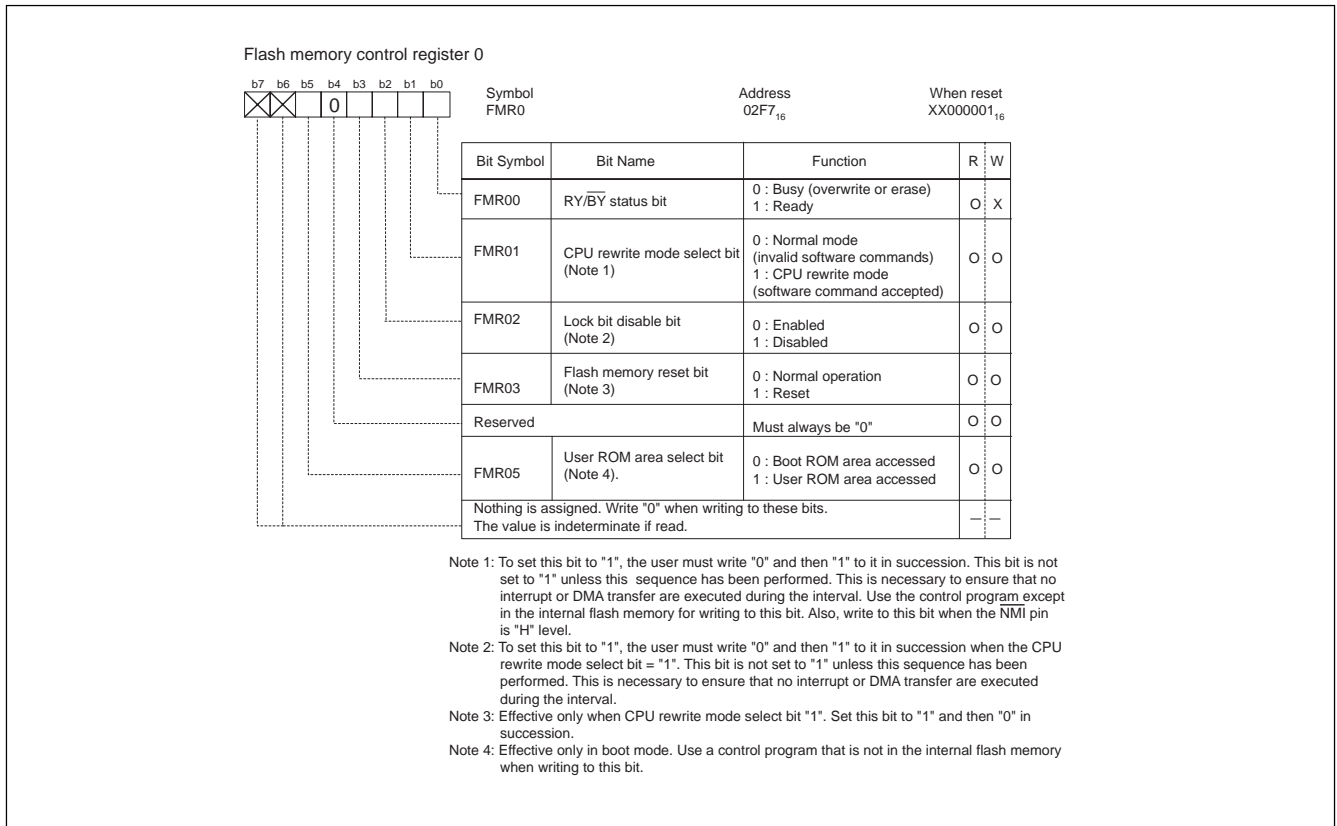 Flash memory control register 0
b7 b6 b5 b4 b3 b2 b1 b0
0
Symbol Address When reset
FMR0 02F716 XX00000116
Bit Symbol Bit Name Function R W
FMR00 RY/BY status bit 0 : Busy (overwrite or erase)
1 : Ready O X
FMR01 CPU rewrite mode select bit
(Note 1) 0 : Normal mode
(invalid software commands)
1 : CPU rewrite mode
(software command accepted) O O
FMR02 Lock bit disable bit
(Note 2) 0 : Enabled
1 : Disabled O O
FMR03 Flash memory reset bit
(Note 3) 0 : Normal operation
1 : Reset O O
Reserved Must always be "0" O O
FMR05 User ROM area select bit
(Note 4). 0 : Boot ROM area accessed
1 : User ROM area accessed O O
Nothing is assigned. Write "0" when writing to these bits.
The value is indeterminate if read. — —
Note 1: To set this bit to "1", the user must write "0" and then "1" to it in succession. This bit is not
set to "1" unless this sequence has been performed. This is necessary to ensure that no
interrupt or DMA transfer are executed during the interval. Use the control program except
in the internal flash memory for writing to this bit. Also, write to this bit when the NMI pin
is "H" level.
Note 2: To set this bit to "1", the user must write "0" and then "1" to it in succession when the CPU
rewrite mode select bit = "1". This bit is not set to "1" unless this sequence has been
performed. This is necessary to ensure that no interrupt or DMA transfer are executed
during the interval.
Note 3: Effective only when CPU rewrite mode select bit "1". Set this bit to "1" and then "0" in
succession.
Note 4: Effective only in boot mode. Use a control program that is not in the internal flash memory
when writing to this bit.